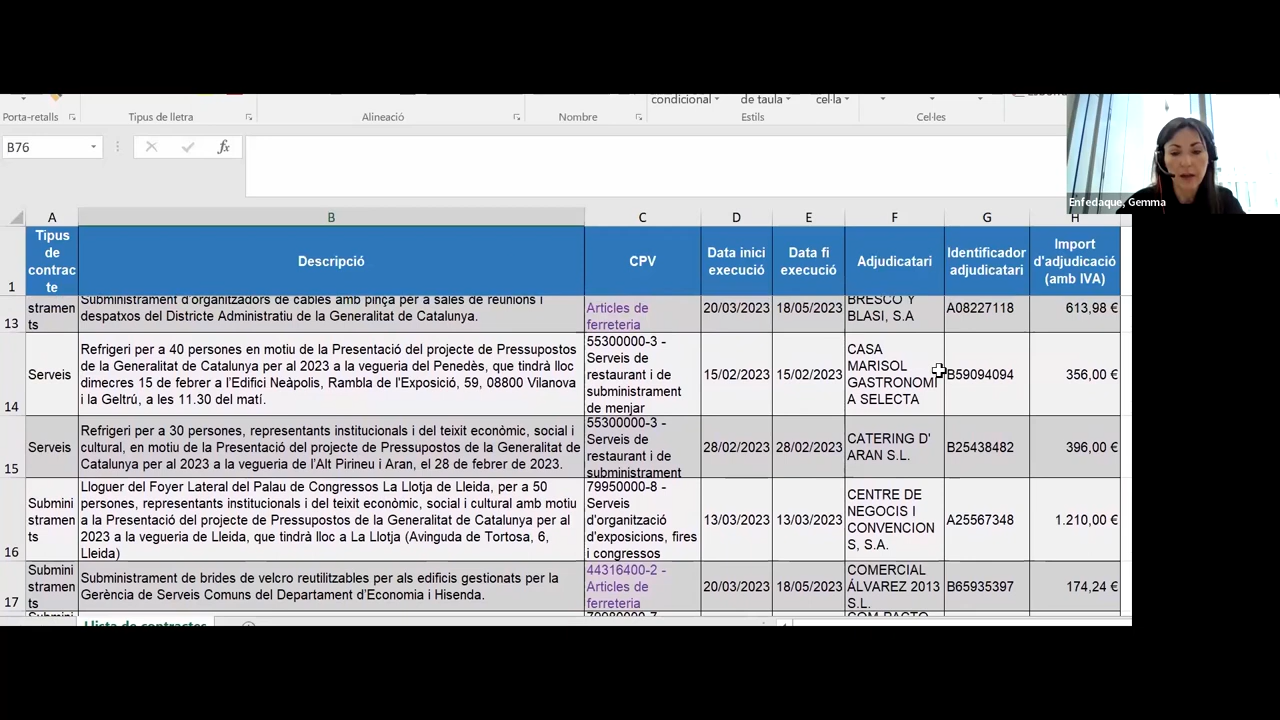 condicional
de taula
cel·la
Porta-retalls
Tipus de lletra
Alineació
Nombre
Estils
Cel·les
B76
fx
Enfedaque, Gemma
A
B
C
D
E
F
G
H
1
Tipus
de
contrac
te
Descripció
CPV
Data inici
execució
Data fi
execució
Adjudicatari
Identificador
adjudicatari
Import
d'adjudicació
(amb IVA)
13
stramen
ts
Subministrament d'organitzadors de cables amb pinça per a sales de reunions i
despatxos del Districte Administratiu de la Generalitat de Catalunya.
Articles de
ferreteria
20/03/2023
18/05/2023
BRESCO Y
BLASI, S.A
A08227118
613,98 €
14
Serveis
Refrigeri per a 40 persones en motiu de la Presentació del projecte de Pressupostos
de la Generalitat de Catalunya per al 2023 a la vegueria del Penedès, que tindrà lloc
dimecres 15 de febrer a l'Edifici Neàpolis, Rambla de l'Exposició, 59, 08800 Vilanova
i la Geltrú, a les 11.30 del matí.
55300000-3 -
Serveis de
restaurant i de
subministrament
de menjar
15/02/2023
15/02/2023
CASA
MARISOL
GASTRONOMI
A SELECTA
B59094094
356,00 €
15
Serveis
Refrigeri per a 30 persones, representants institucionals i del teixit econòmic, social i
cultural, en motiu de la Presentació del projecte de Pressupostos de la Generalitat de
Catalunya per al 2023 a la vegueria de l'Alt Pirineu i Aran, el 28 de febrer de 2023.
55300000-3 -
Serveis de
restaurant i de
subministrament
28/02/2023
28/02/2023
CATERING D'
ARAN S.L.
B25438482
396,00 €
16
Submini
stramen
ts
Lloguer del Foyer Lateral del Palau de Congressos La Llotja de Lleida, per a 50
persones, representants institucionals i del teixit econòmic, social i cultural amb motiu
a la Presentació del projecte de Pressupostos de la Generalitat de Catalunya per al
2023 a la vegueria de Lleida, que tindrà lloc a La Llotja (Avinguda de Tortosa, 6,
Lleida)
79950000-8 -
Serveis
d'organització
d'exposicions, fires
i congressos
13/03/2023
13/03/2023
CENTRE DE
NEGOCIS I
CONVENCION
S, S.A.
A25567348
1.210,00 €
17
Submini
stramen
ts
Subministrament de brides de velcro reutilitzables per als edificis gestionats per la
Gerència de Serveis Comuns del Departament d'Economia i Hisenda.
44316400-2 -
Articles de
ferreteria
20/03/2023
18/05/2023
COMERCIAL
ÁLVAREZ 2013
S.L.
B65935397
174,24 €
Llista de contractes